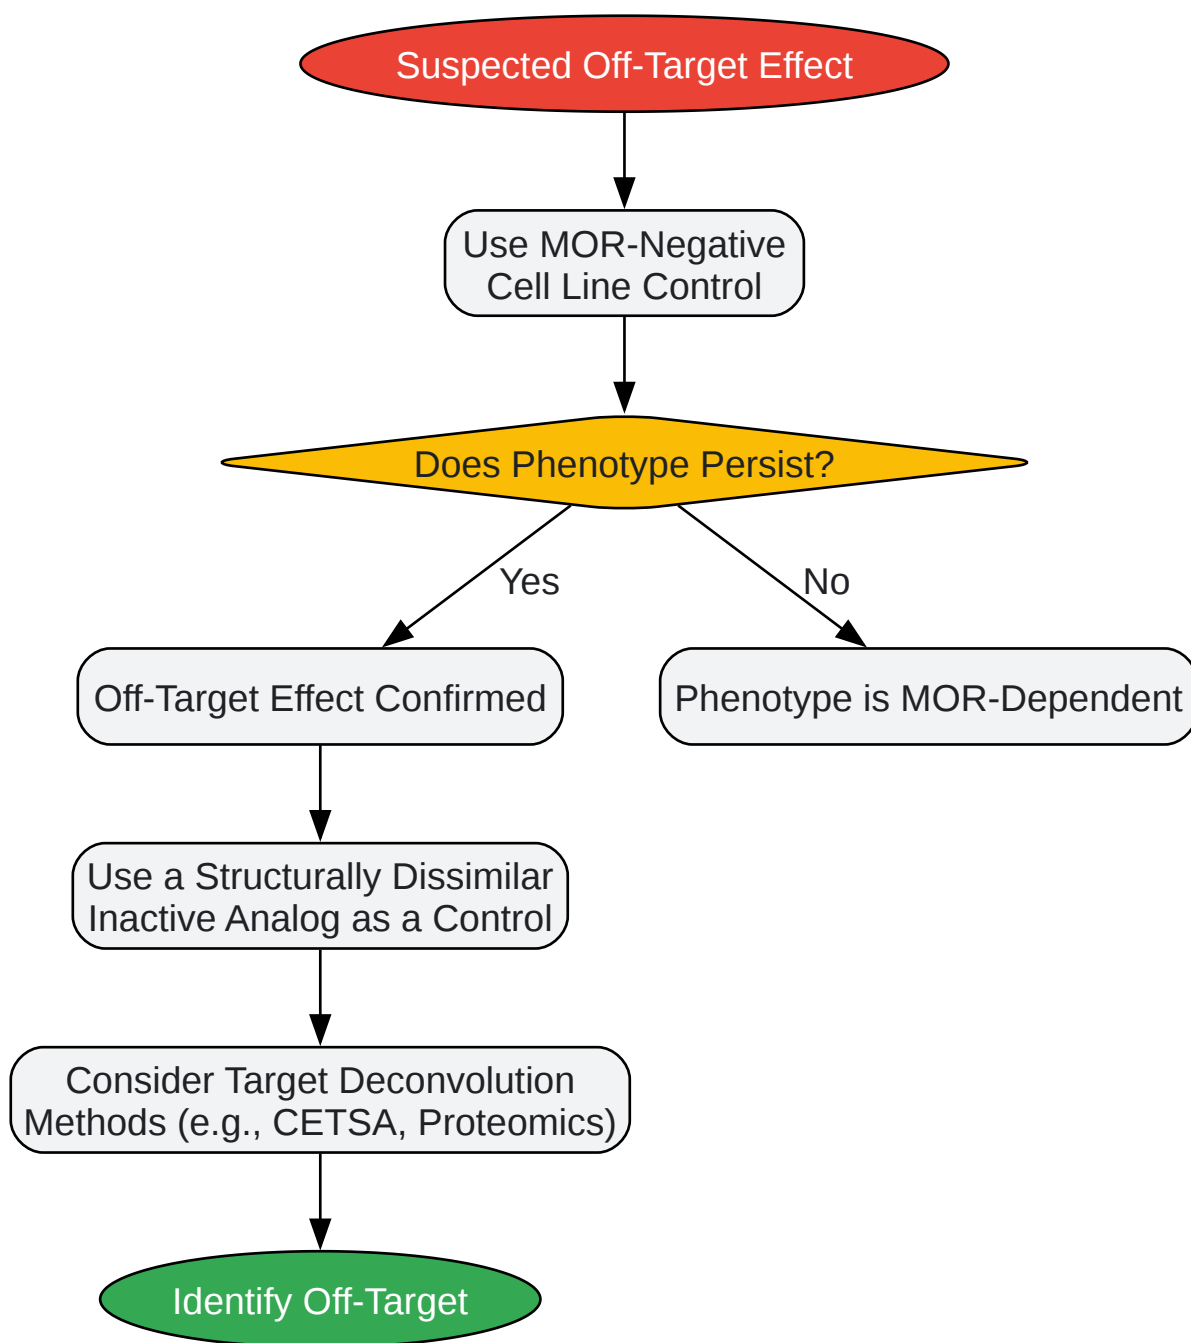 Suspected Off-Target Effect
Use MOR-Negative
Cell Line Control
Does Phenotype Persist?
Yes
No
Off-Target Effect Confirmed
Phenotype is MOR-Dependent
Use a Structurally Dissimilar
Inactive Analog as a Control
Consider Target Deconvolution
Methods (e.g., CETSA, Proteomics)
Identify Off-Target